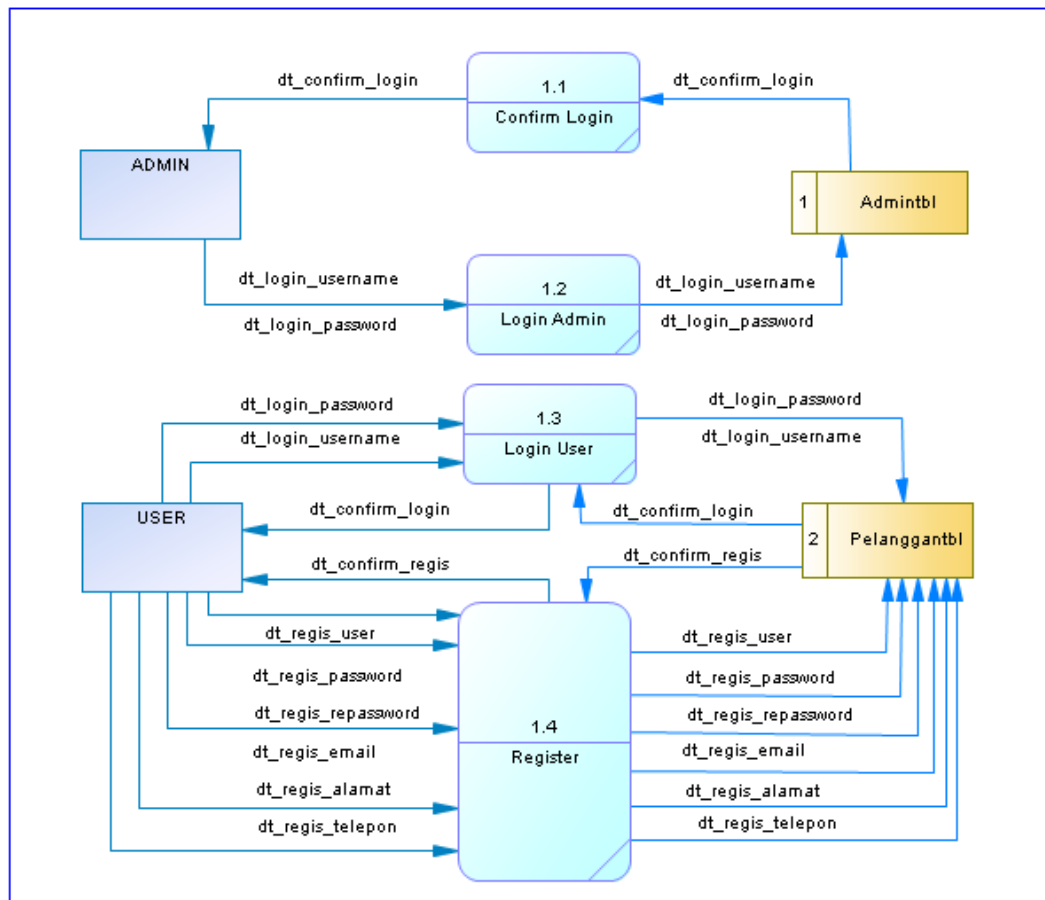 dt_confirm_login
1.1
dt_confirm_login
Confirm Login
ADMIN
1
Admintbl
dt_login_username
1.2
dt_login_username
dt_login_password
Login Admin
dt_login_password
dt_login_password
1.3
dt_login_password
dt_login_username
Login User
dt_login_username
USER
dt_confirm_login
dt_confirm_login
2
Pelanggantbl
dt_confirm_regis
dt_confirm_regis
dt_regis_user
dt_regis_user
dt_regis_password
dt_regis_password
dt_regis_repassword
1.4
dt_regis_repassword
dt_regis_email
Register
dt_regis_email
dt_regis_alamat
dt_regis_alamat
dt_regis_telepon
dt_regis_telepon